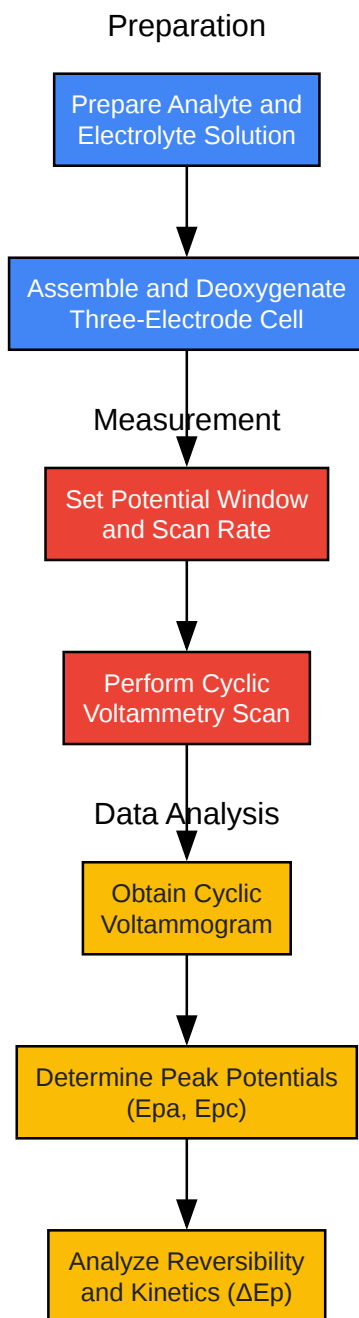 Preparation
Prepare Analyte and
Electrolyte Solution
Assemble and Deoxygenate
Three-Electrode Cell
Measurement
Set Potential Window
and Scan Rate
Perform Cyclic
Voltammetry Scan
Data Analysis
Obtain Cyclic
Voltammogram
Determine Peak Potentials
(Epa, Epc)
Analyze Reversibility
and Kinetics (ΔEp)